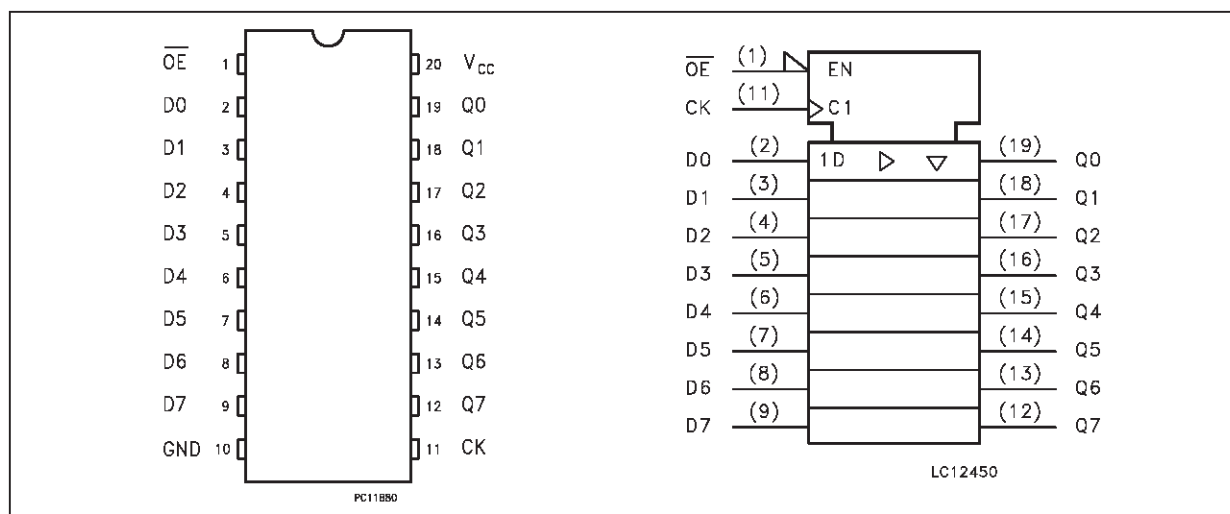 O̅E̅ 1 20 VCC
D0 2 19 Q0
D1 3 18 Q1
D2 4 17 Q2
D3 5 16 Q3
D4 6 15 Q4
D5 7 14 Q5
D6 8 13 Q6
D7 9 12 Q7
GND 10 11 CK
PC11880
O̅E̅ (1) EN
CK (11) C1
D0 (2) 1D (19) Q0
D1 (3) (18) Q1
D2 (4) (17) Q2
D3 (5) (16) Q3
D4 (6) (15) Q4
D5 (7) (14) Q5
D6 (8) (13) Q6
D7 (9) (12) Q7
LC12450